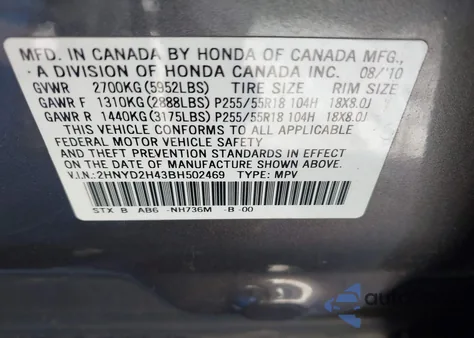 MFD. IN CANADA BY HONDA OF CANADA MFG.,
A DIVISION OF HONDA CANADA INC. 08/'10
GVWR 2700KG(5952LBS) TIRE SIZE RIM SIZE
GAWR F 1310KG(2888LBS) P255/55R18 104H 18X8.0J
GAWR R 1440KG(3175LBS) P255/55R18 104H 18X8.0J
THIS VEHICLE CONFORMS TO ALL APPLICABLE
FEDERAL MOTOR VEHICLE SAFETY, BUMPER,
AND THEFT PREVENTION STANDARDS IN EFFECT
ON THE DATE OF MANUFACTURE SHOWN ABOVE.
V.I.N.:2HNYD2H43BH502469 TYPE: MPV
STX B AB6 -NH736M -B -00